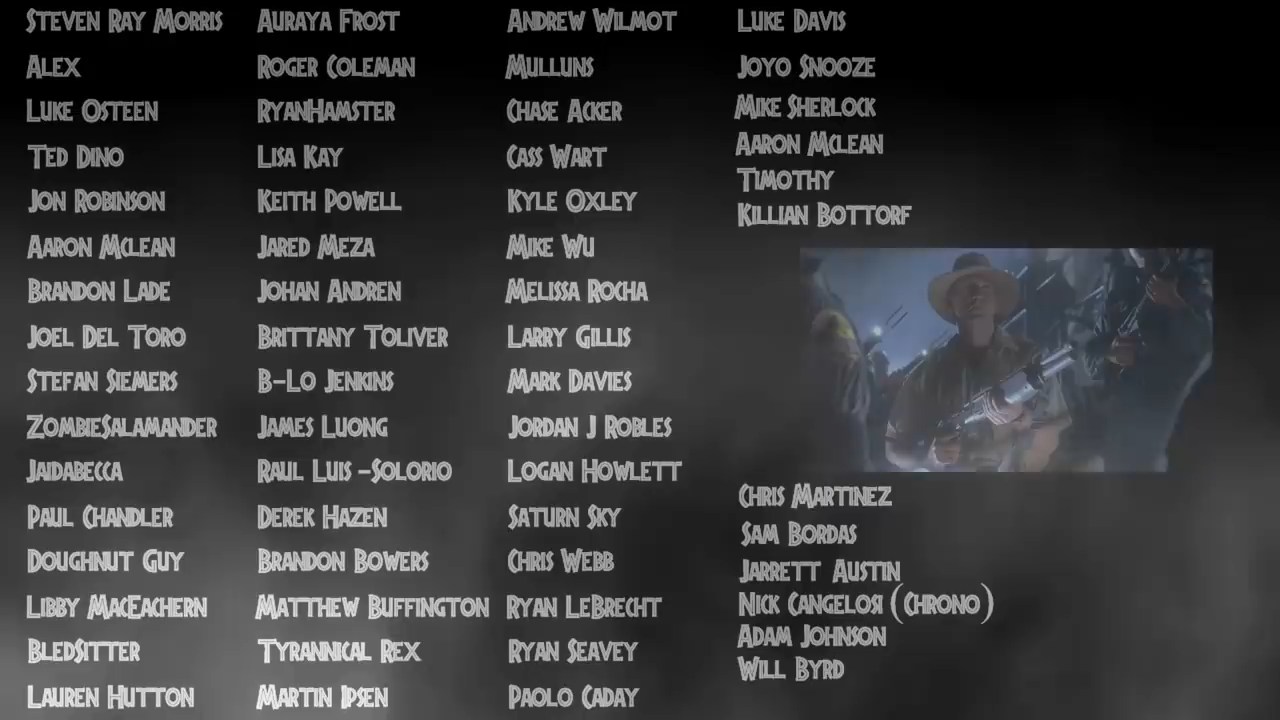 Steven Ray Morris
Alex
Luke Osteen
Ted Dino
Jon Robinson
Aaron Mclean
Brandon Lade
Joel Del Toro
Stefan Siemers
ZombieSalamander
Jaidabecca
Paul Chandler
Doughnut Guy
Libby MacEachern
BledSitter
Lauren Hutton
Auraya Frost
Roger Coleman
RyanHamster
Lisa Kay
Keith Powell
Jared Meza
Johan Andren
Brittany Toliver
B-Lo Jenkins
James Luong
Raul Luis -Solorio
Derek Hazen
Brandon Bowers
Matthew Buffington
Tyrannical Rex
Martin Ipsen
Andrew Wilmot
Mulluns
Chase Acker
Cass Wart
Kyle Oxley
Mike Wu
Melissa Rocha
Larry Gillis
Mark Davies
Jordan J Robles
Logan Howlett
Saturn Sky
Chris Webb
Ryan LeBrecht
Ryan Seavey
Paolo Caday
Luke Davis
Joyo Snooze
Mike Sherlock
Aaron Mclean
Timothy
Killian Bottorf
Chris Martinez
Sam Bordas
Jarrett Austin
Nick Cangelosi (Chrono)
Adam Johnson
Will Byrd